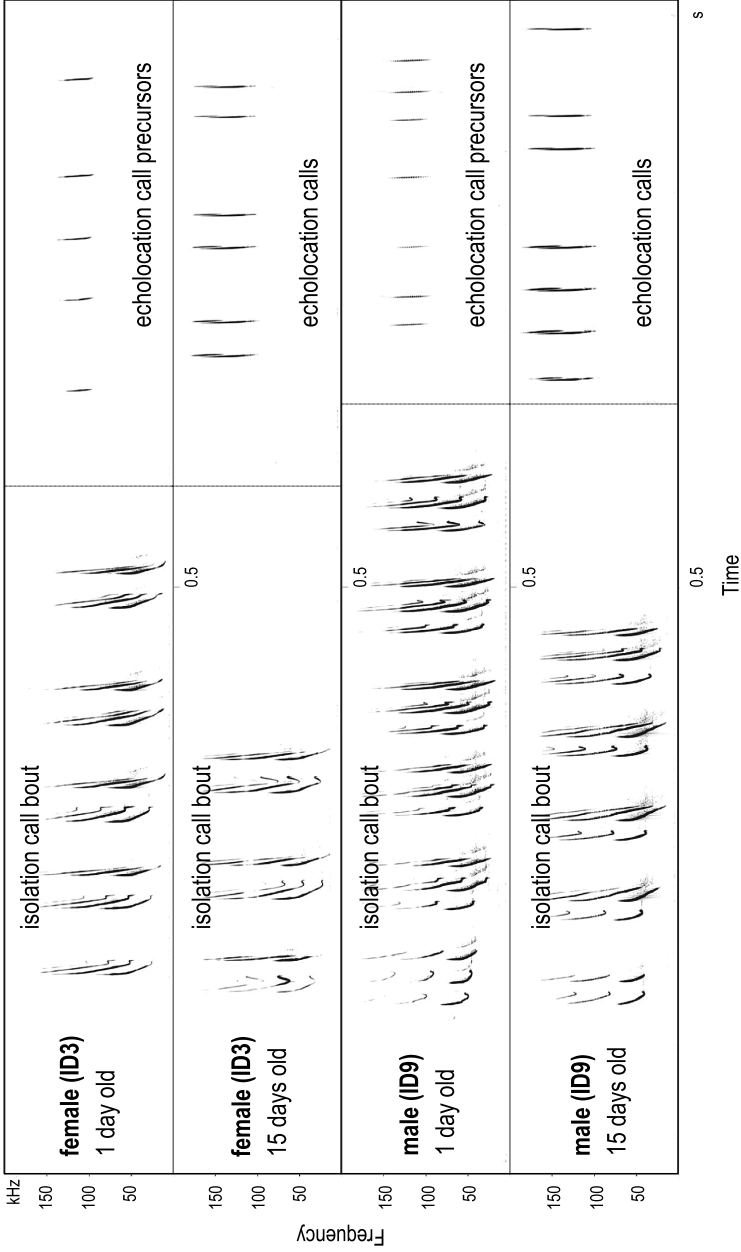 kHz
150
100
50
female (ID3)
1 day old
isolation call bout
echolocation call precursors
150
100
50
female (ID3)
15 days old
isolation call bout
0.5
echolocation calls
150
100
50
male (ID9)
1 day old
isolation call bout
0.5
echolocation call precursors
150
100
50
male (ID9)
15 days old
isolation call bout
0.5
echolocation calls
0.5
s
Time
Frequency